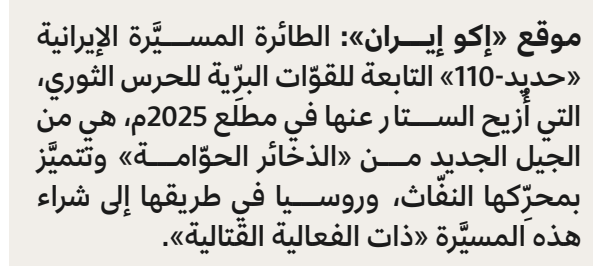 موقع «إكو إيـــران»: الطائرة المســـيَّرة الإيرانية
«حديد-110» التابعة للقوّات البرّية للحرس الثوري،
التي أُزيح الســـتار عنها في مطلع 2025م، هي من
الجيل الجديد مـــن «الذخائر الحوّامـــة» وتتميَّز
بمحرّكها النفّاث، وروســـيا في طريقها إلى شراء
هذه المسيَّرة «ذات الفعالية القتالية».